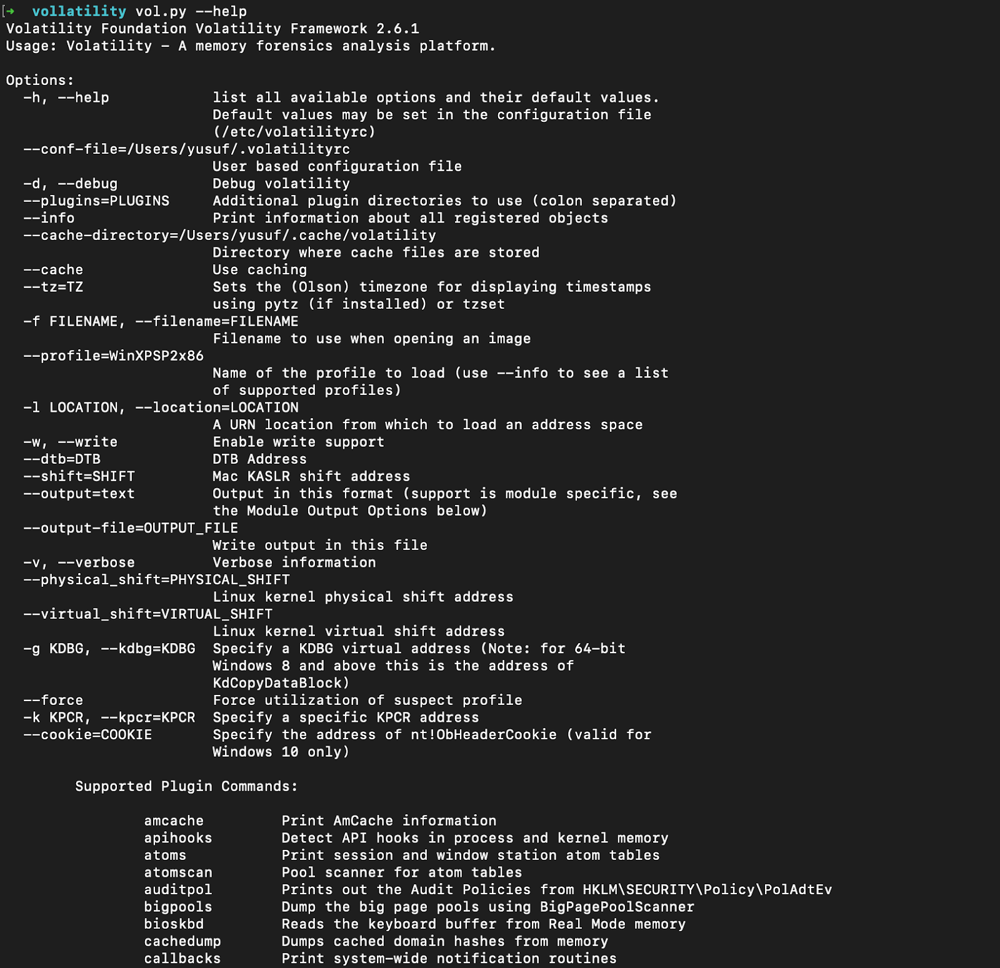 [➜  vollatility vol.py --help
Volatility Foundation Volatility Framework 2.6.1
Usage: Volatility - A memory forensics analysis platform.

Options:
  -h, --help            list all available options and their default values.
                        Default values may be set in the configuration file
                        (/etc/volatilityrc)
  --conf-file=/Users/yusuf/.volatilityrc
                        User based configuration file
  -d, --debug           Debug volatility
  --plugins=PLUGINS     Additional plugin directories to use (colon separated)
  --info                Print information about all registered objects
  --cache-directory=/Users/yusuf/.cache/volatility
                        Directory where cache files are stored
  --cache               Use caching
  --tz=TZ               Sets the (Olson) timezone for displaying timestamps
                        using pytz (if installed) or tzset
  -f FILENAME, --filename=FILENAME
                        Filename to use when opening an image
  --profile=WinXPSP2x86
                        Name of the profile to load (use --info to see a list
                        of supported profiles)
  -l LOCATION, --location=LOCATION
                        A URN location from which to load an address space
  -w, --write           Enable write support
  --dtb=DTB             DTB Address
  --shift=SHIFT         Mac KASLR shift address
  --output=text         Output in this format (support is module specific, see
                        the Module Output Options below)
  --output-file=OUTPUT_FILE
                        Write output in this file
  -v, --verbose         Verbose information
  --physical_shift=PHYSICAL_SHIFT
                        Linux kernel physical shift address
  --virtual_shift=VIRTUAL_SHIFT
                        Linux kernel virtual shift address
  -g KDBG, --kdbg=KDBG  Specify a KDBG virtual address (Note: for 64-bit
                        Windows 8 and above this is the address of
                        KdCopyDataBlock)
  --force               Force utilization of suspect profile
  -k KPCR, --kpcr=KPCR  Specify a specific KPCR address
  --cookie=COOKIE       Specify the address of nt!ObHeaderCookie (valid for
                        Windows 10 only)

        Supported Plugin Commands:

                amcache         Print AmCache information
                apihooks        Detect API hooks in process and kernel memory
                atoms           Print session and window station atom tables
                atomscan        Pool scanner for atom tables
                auditpol        Prints out the Audit Policies from HKLM\SECURITY\Policy\PolAdtEv
                bigpools        Dump the big page pools using BigPagePoolScanner
                bioskbd         Reads the keyboard buffer from Real Mode memory
                cachedump       Dumps cached domain hashes from memory
                callbacks       Print system-wide notification routines